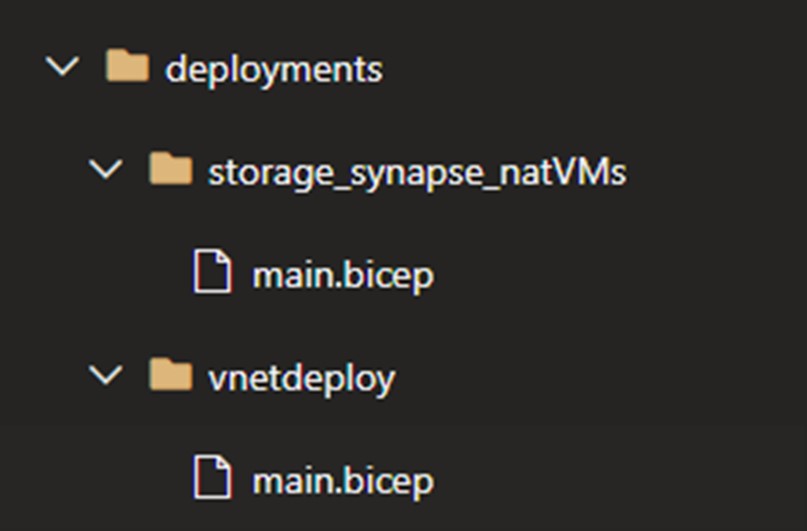 deployments
storage_synapse_natVMs
main.bicep
vnetdeploy
main.bicep